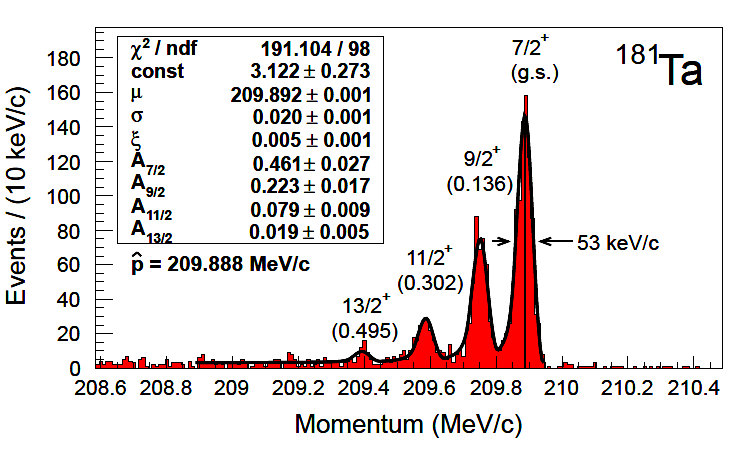 χ² / ndf 191.104 / 98
const 3.122 ± 0.273
μ 209.892 ± 0.001
σ 0.020 ± 0.001
ξ 0.005 ± 0.001
A7/2 0.461 ± 0.027
A9/2 0.223 ± 0.017
A11/2 0.079 ± 0.009
A13/2 0.019 ± 0.005
p̂ = 209.888 MeV/c
7/2⁺
(g.s.)
¹⁸¹Ta
9/2⁺
(0.136)
53 keV/c
11/2⁺
(0.302)
13/2⁺
(0.495)
Events / (10 keV/c)
180
160
140
120
100
80
60
40
20
0
208.6 208.8 209 209.2 209.4 209.6 209.8 210 210.2 210.4
Momentum (MeV/c)